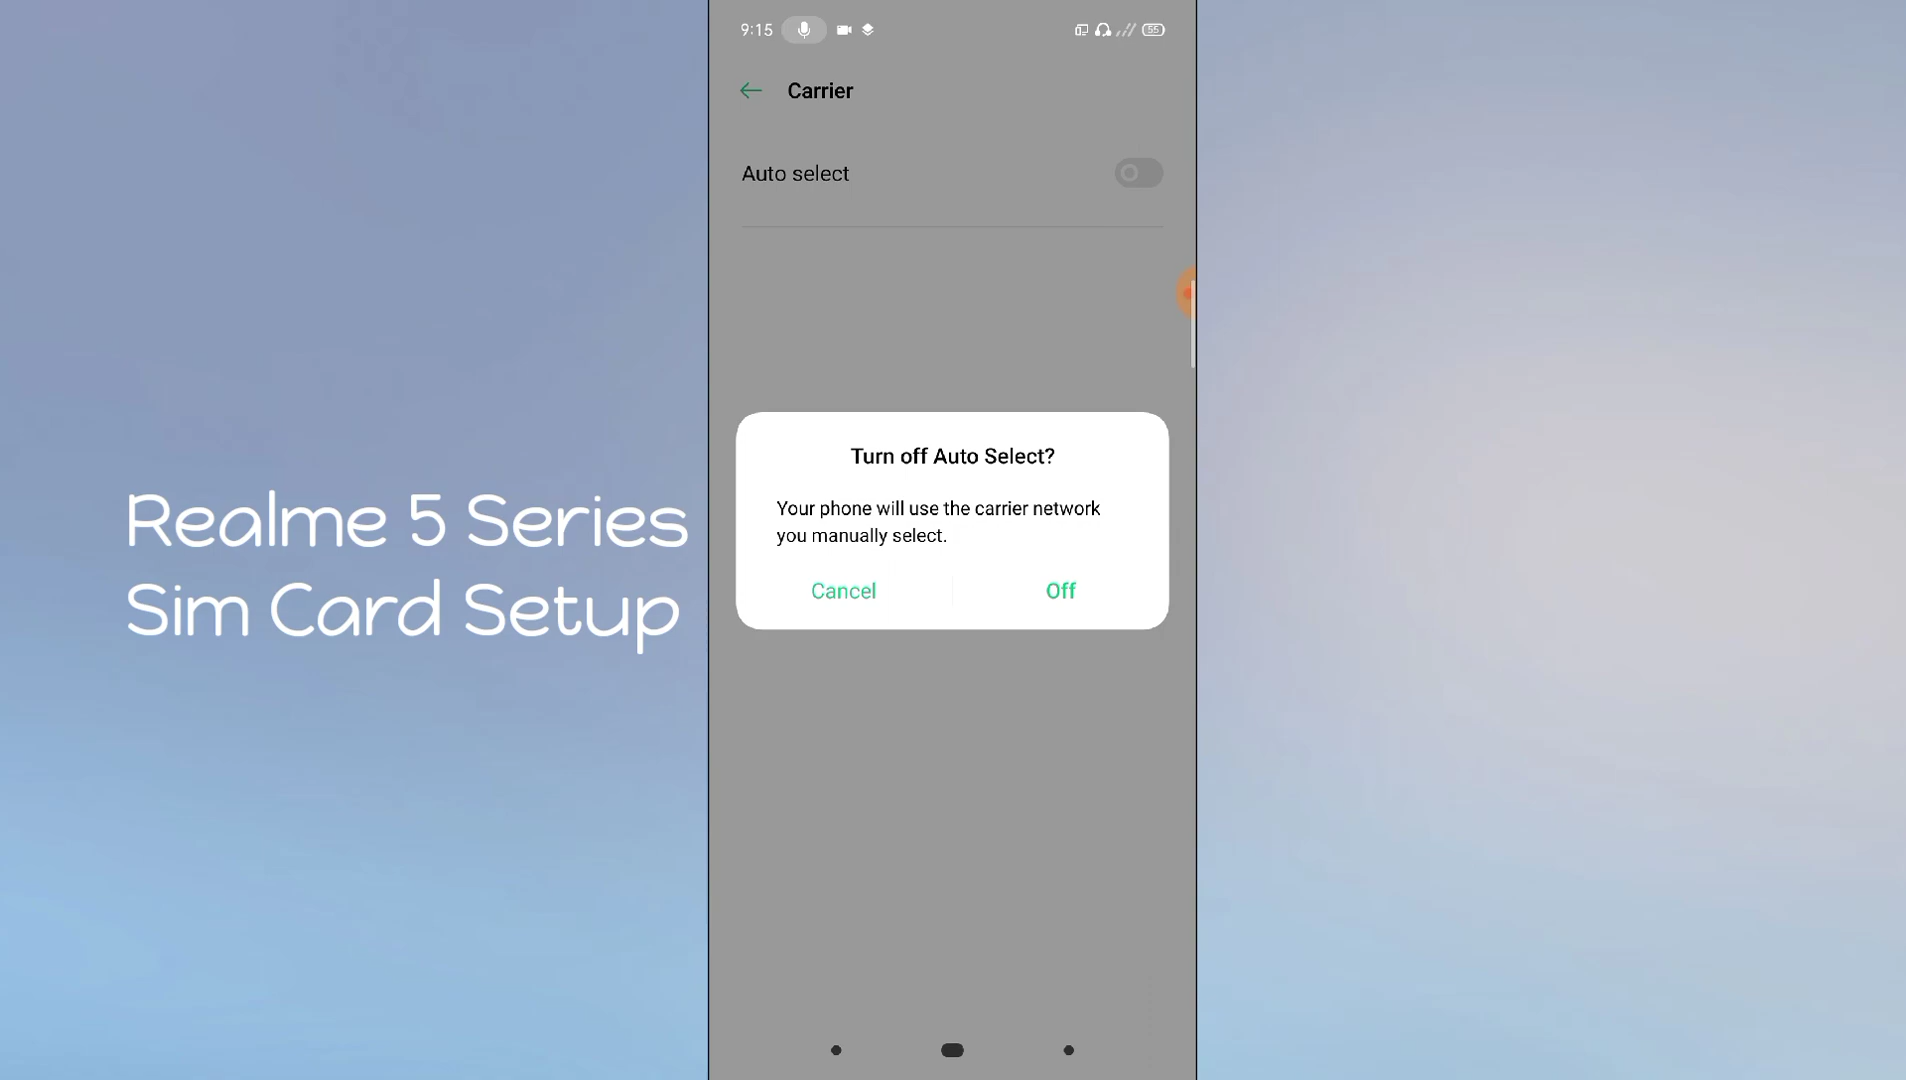 9:15
55
Carrier
Auto select
Turn off Auto Select?
Your phone will use the carrier network
you manually select.
Cancel
Off
Realme 5 Series
Sim Card Setup